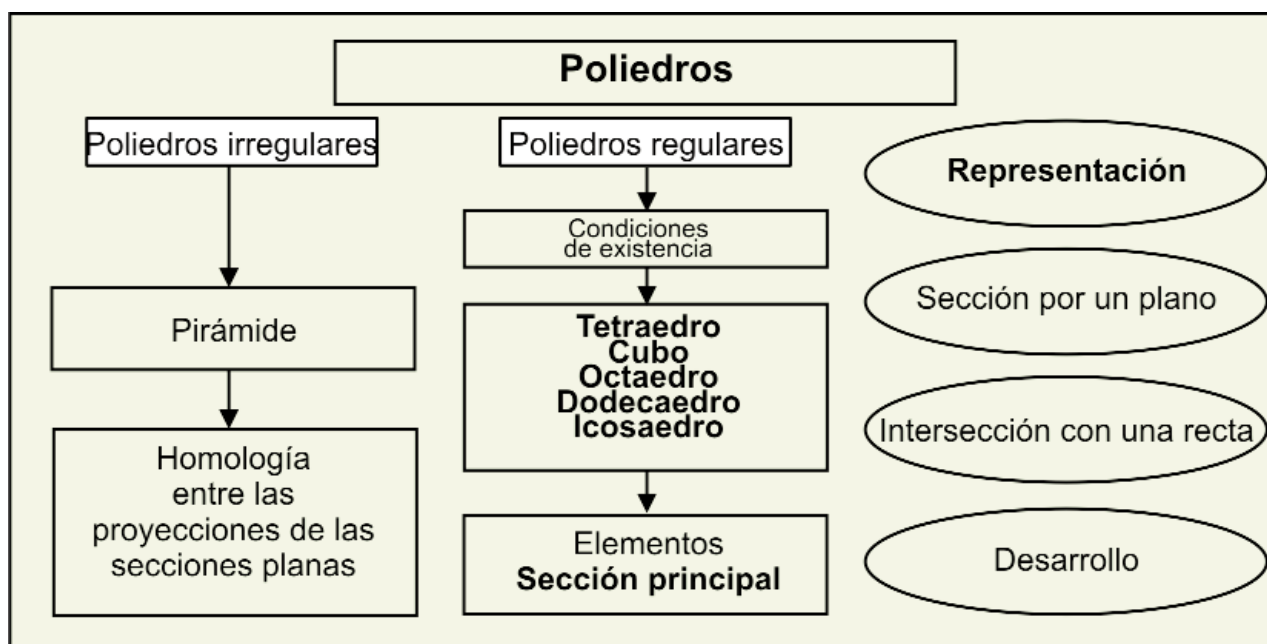 Poliedros
Poliedros irregulares
Pirámide
Homología
entre las
proyecciones de las
secciones planas
Poliedros regulares
Condiciones
de existencia
Tetraedro
Cubo
Octaedro
Dodecaedro
Icosaedro
Elementos
Sección principal
Representación
Sección por un plano
Intersección con una recta
Desarrollo